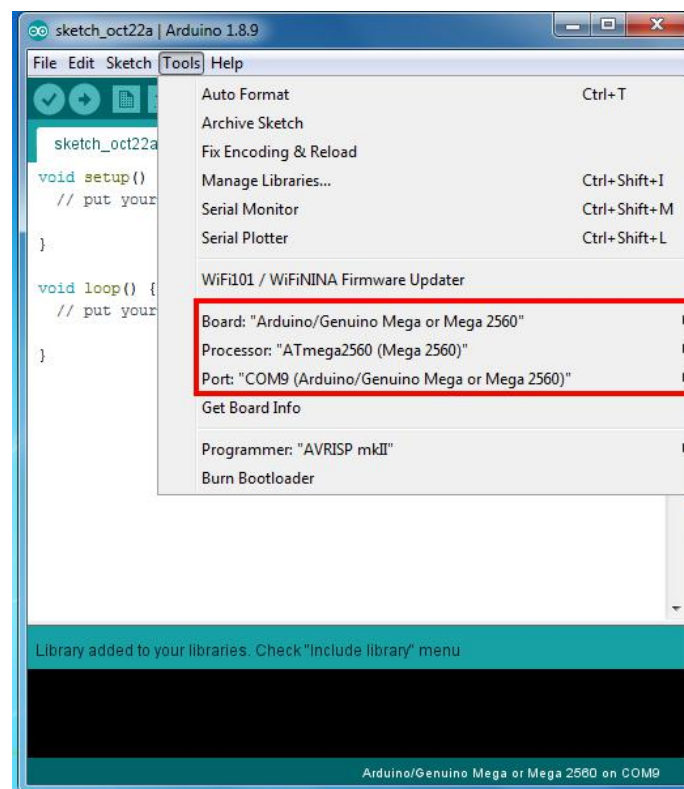 sketch_oct22a | Arduino 1.8.9
File Edit Sketch Tools Help
Auto Format Ctrl+T
Archive Sketch
sketch_oct22a
Fix Encoding & Reload
void setup()
Manage Libraries... Ctrl+Shift+I
// put your
Serial Monitor Ctrl+Shift+M
}
Serial Plotter Ctrl+Shift+L
WiFi101 / WiFiNINA Firmware Updater
void loop() {
// put your
Board: "Arduino/Genuino Mega or Mega 2560"
Processor: "ATmega2560 (Mega 2560)"
}
Port: "COM9 (Arduino/Genuino Mega or Mega 2560)"
Get Board Info
Programmer: "AVRISP mkII"
Burn Bootloader
Library added to your libraries. Check "Include library" menu
Arduino/Genuino Mega or Mega 2560 on COM9